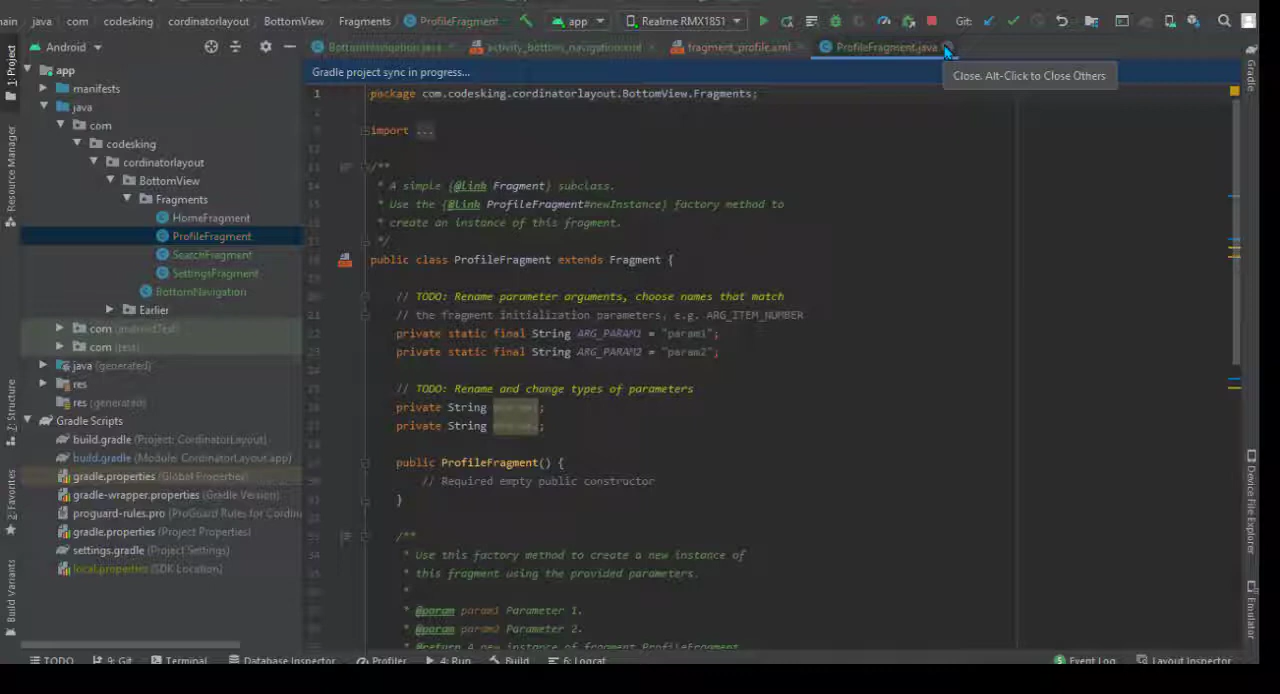 main java com codesking cordinatorlayout BottomView Fragments ProfileFragment app Realme RMX1851 Git:
Android
BottomNavigation.java activity_bottom_navigation.xml fragment_profile.xml ProfileFragment.java
Close. Alt-Click to Close Others
Gradle project sync in progress...
1: Project
Resource Manager
Z: Structure
2: Favorites
Build Variants
app
manifests
java
com
codesking
cordinatorlayout
BottomView
Fragments
HomeFragment
ProfileFragment
SearchFragment
SettingsFragment
BottomNavigation
Earlier
com (androidTest)
com (test)
java (generated)
res
res (generated)
Gradle Scripts
build.gradle (Project: CordinatorLayout)
build.gradle (Module: CordinatorLayout.app)
gradle.properties (Global Properties)
gradle-wrapper.properties (Gradle Version)
proguard-rules.pro (ProGuard Rules for Cordin
gradle.properties (Project Properties)
settings.gradle (Project Settings)
local.properties (SDK Location)
1 package com.codesking.cordinatorlayout.BottomView.Fragments;
import ...
/**
* A simple {@link Fragment} subclass.
* Use the {@link ProfileFragment#newInstance} factory method to
* create an instance of this fragment.
*/
public class ProfileFragment extends Fragment {
// TODO: Rename parameter arguments, choose names that match
// the fragment initialization parameters, e.g. ARG_ITEM_NUMBER
private static final String ARG_PARAM1 = "param1";
private static final String ARG_PARAM2 = "param2";
// TODO: Rename and change types of parameters
private String ;
private String ;
public ProfileFragment() {
// Required empty public constructor
}
/**
* Use this factory method to create a new instance of
* this fragment using the provided parameters.
*
* @param param1 Parameter 1.
* @param param2 Parameter 2.
* @return A new instance of fragment ProfileFragment
Gradle
Device File Explorer
Emulator
TODO 9: Git Terminal Database Inspector Profiler 4: Run Build 6: Logcat Event Log Layout Inspector